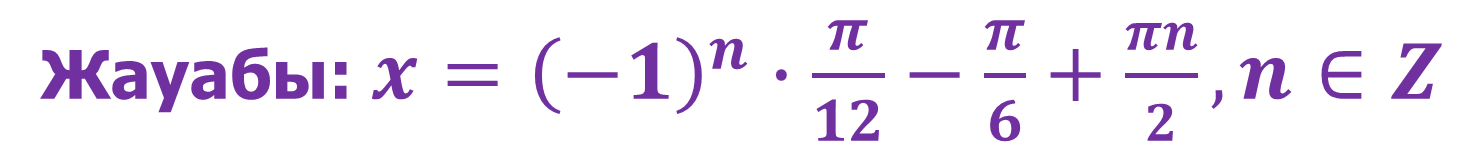 Жауабы: x = (−1)ⁿ · π/12 − π/6 + πn/2, n ∈ Z